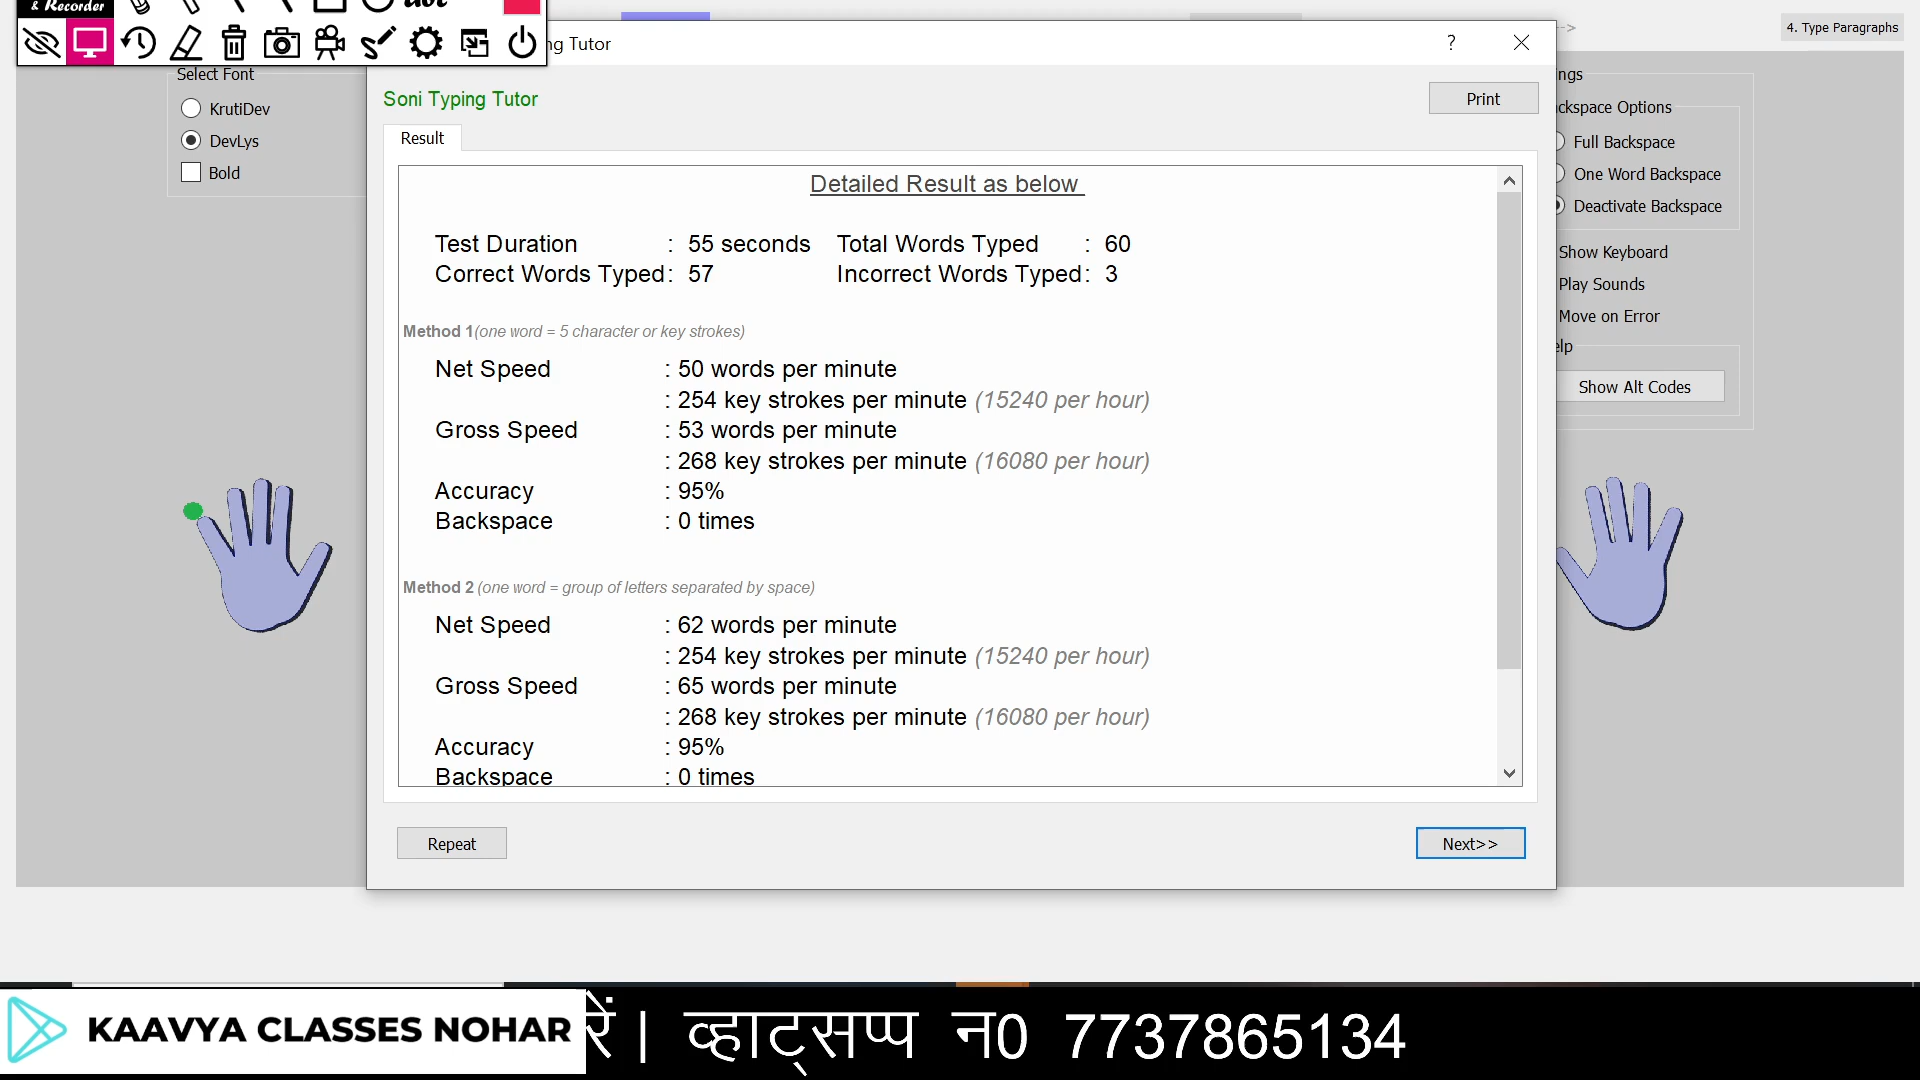 & Recorder
ng Tutor
?
4. Type Paragraphs
Select Font
KrutiDev
DevLys
Bold
Soni Typing Tutor
Print
Result
Detailed Result as below
Test Duration : 55 seconds Total Words Typed : 60
Correct Words Typed : 57 Incorrect Words Typed : 3
Method 1(one word = 5 character or key strokes)
Net Speed : 50 words per minute
: 254 key strokes per minute (15240 per hour)
Gross Speed : 53 words per minute
: 268 key strokes per minute (16080 per hour)
Accuracy : 95%
Backspace : 0 times
Method 2 (one word = group of letters separated by space)
Net Speed : 62 words per minute
: 254 key strokes per minute (15240 per hour)
Gross Speed : 65 words per minute
: 268 key strokes per minute (16080 per hour)
Accuracy : 95%
Backspace : 0 times
Repeat
Next>>
ngs
ckspace Options
Full Backspace
One Word Backspace
Deactivate Backspace
Show Keyboard
Play Sounds
Move on Error
elp
Show Alt Codes
KAAVYA CLASSES NOHAR
रें। व्हाट्सप्प न0 7737865134